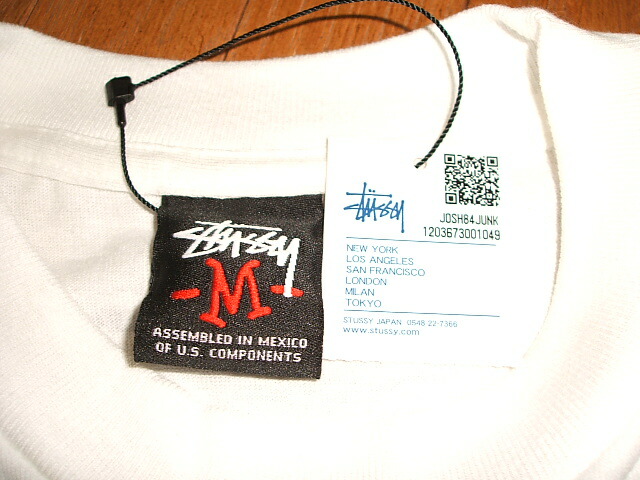 STüSSY
-M-
ASSEMBLED IN MEXICO
OF U.S. COMPONENTS
JOSH84JUNK
1203673001049
STüSSY
NEW YORK
LOS ANGELES
SAN FRANCISCO
LONDON
MILAN
TOKYO
STUSSY JAPAN 0548-22-7366
www.stussy.com